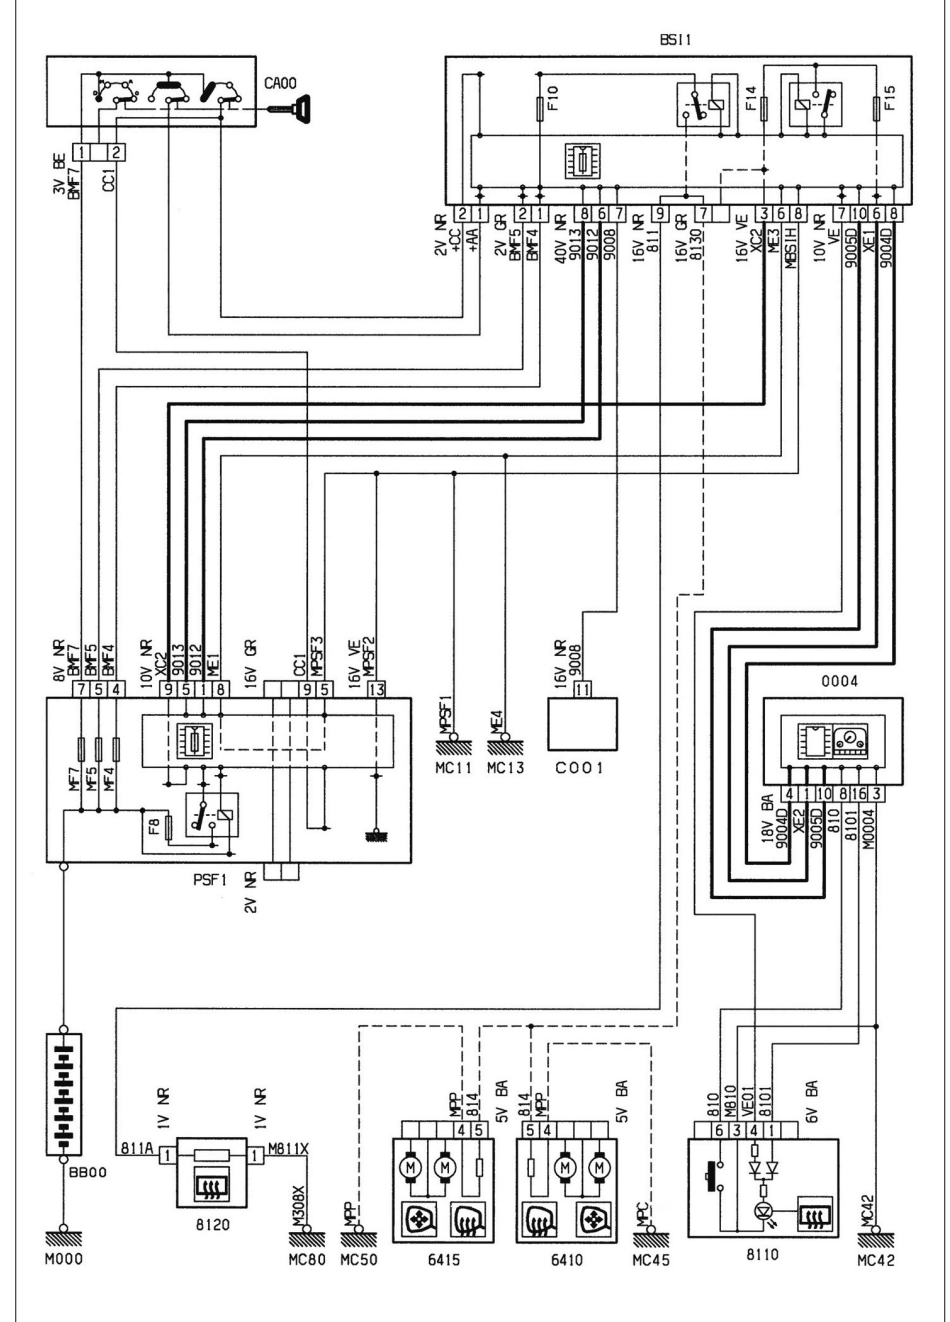 BSI1
CA00
F10
F14
F15
1
2
3V BE
BMF7
CC1
2
1
2
1
8
6
7
9
7
3
6
8
7
10
6
8
2V NR
+CC
+AA
2V GR
BMF5
BMF4
40V NR
9013
9012
9008
16V NR
811
16V GR
8130
16V VE
XC2
ME3
MBSIH
10V NR
VE
9005D
XE1
9004D
8V NR
BMF7
BMF5
BMF4
10V NR
XC2
9013
9012
ME1
16V GR
CC1
MPSF3
16V VE
MPSF2
7
5
4
9
5
1
8
9
5
13
MF7
MF5
MF4
F8
PSF1
2V NR
MPSF1
MC11
ME4
MC13
16V NR
9008
11
C001
0004
4
1
10
8
16
3
18V BA
9004D
XE2
9005D
810
8101
M0004
BB00
M000
1V NR
1V NR
811A
1
1
M811X
8120
M308X
MC80
MPP
MC50
MPP
814
5V BA
4
5
M
M
6415
814
MPP
5V BA
5
4
M
M
6410
MPC
MC45
810
M810
VE01
8101
6V BA
6
3
4
1
8110
MC42
MC42